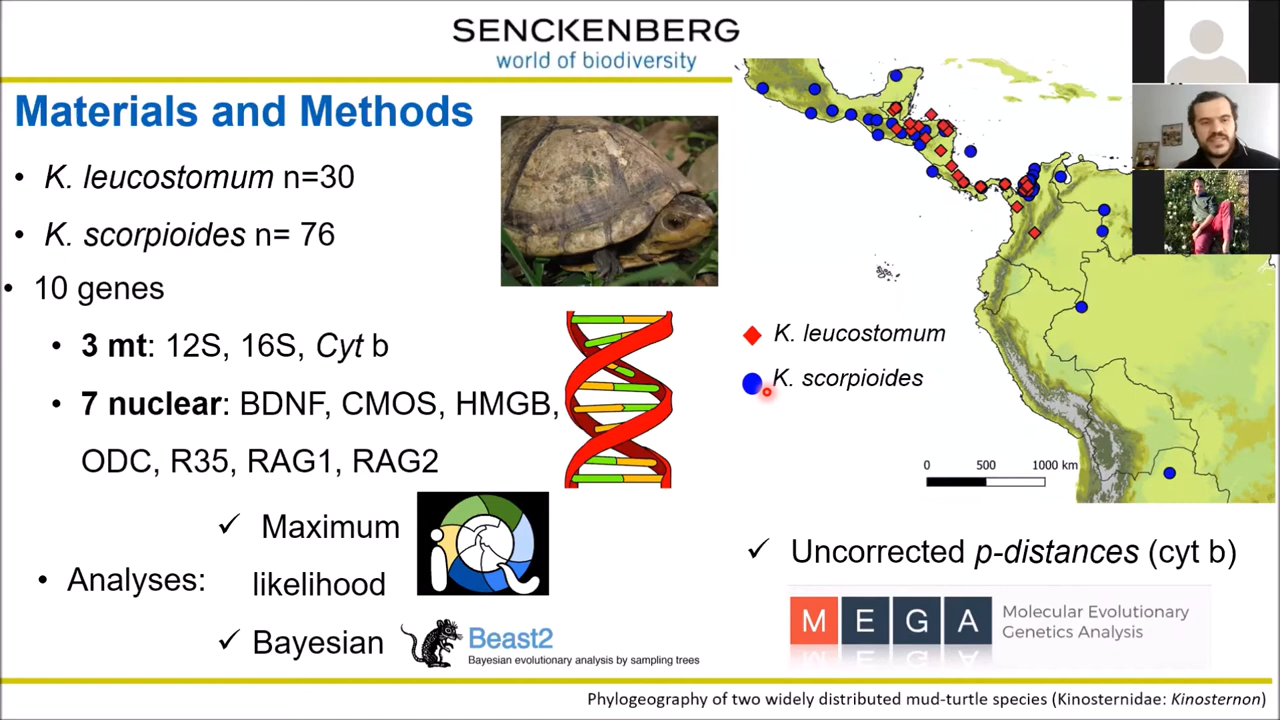 SENCKENBERG
world of biodiversity
Materials and Methods
• K. leucostomum n=30
• K. scorpioides n= 76
• 10 genes
• 3 mt: 12S, 16S, Cyt b
• 7 nuclear: BDNF, CMOS, HMGB,
ODC, R35, RAG1, RAG2
• Analyses:
✓ Maximum
likelihood
✓ Bayesian
Beast2
Bayesian evolutionary analysis by sampling trees
K. leucostomum
K. scorpioides
0 500 1000 km
✓ Uncorrected p-distances (cyt b)
MEGA
Molecular Evolutionary
Genetics Analysis
Phylogeography of two widely distributed mud-turtle species (Kinosternidae: Kinosternon)